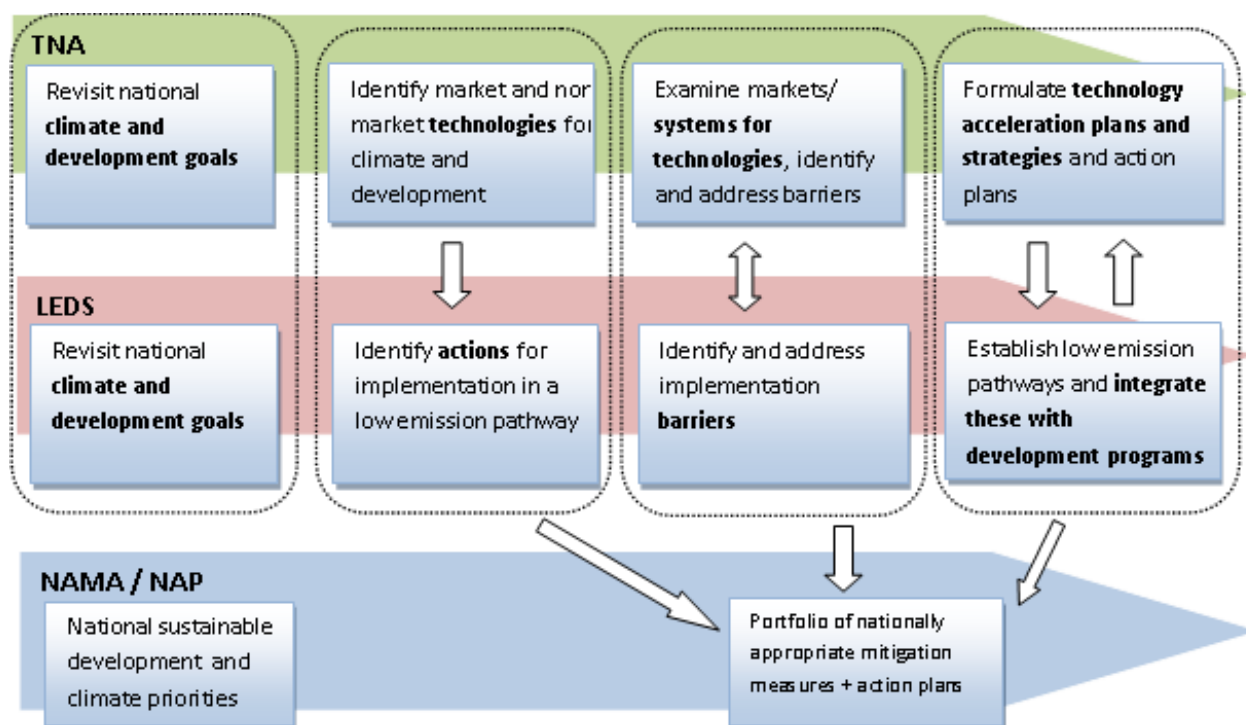 TNA
Revisit national
climate and
development goals
Identify market and nor
market technologies for
climate and
development
Examine markets/
systems for
technologies, identify
and address barriers
Formulate technology
acceleration plans and
strategies and action
plans
LEDS
Revisit national
climate and
development goals
Identify actions for
implementation in a
low emission pathway
Identify and address
implementation
barriers
Establish low emission
pathways and integrate
these with
development programs
NAMA / NAP
National sustainable
development and
climate priorities
Portfolio of nationally
appropriate mitigation
measures + action plans